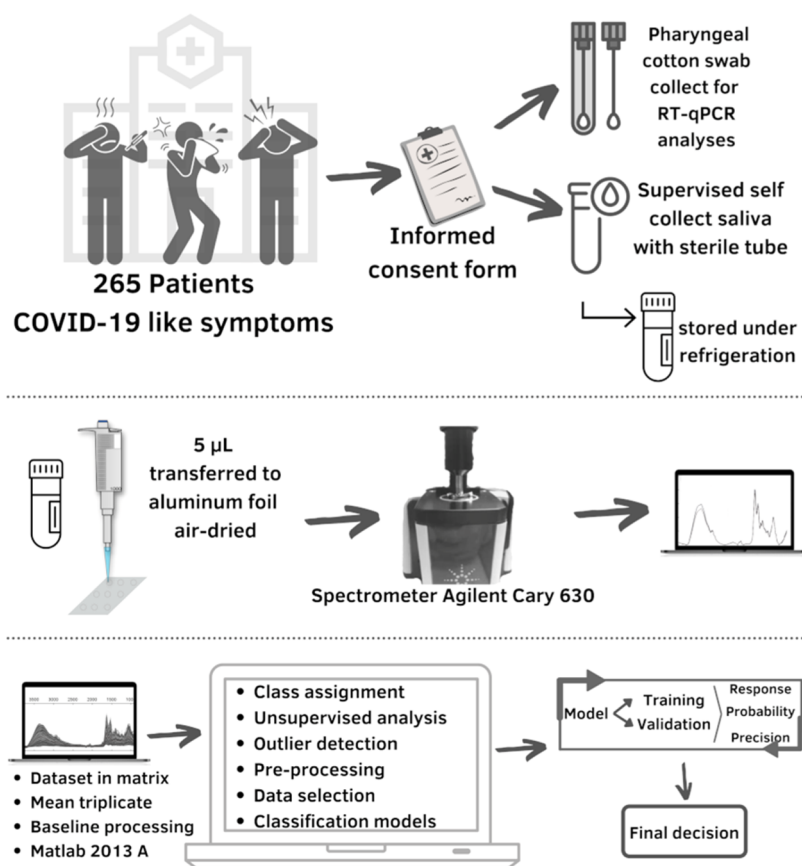 265 Patients
COVID-19 like symptoms
Informed
consent form
Pharyngeal
cotton swab
collect for
RT-qPCR
analyses
Supervised self
collect saliva
with sterile tube
stored under
refrigeration
5 µL
transferred to
aluminum foil
air-dried
Spectrometer Agilent Cary 630
• Dataset in matrix
• Mean triplicate
• Baseline processing
• Matlab 2013 A
• Class assignment
• Unsupervised analysis
• Outlier detection
• Pre-processing
• Data selection
• Classification models
Model
Training
Validation
Response
Probability
Precision
Final decision